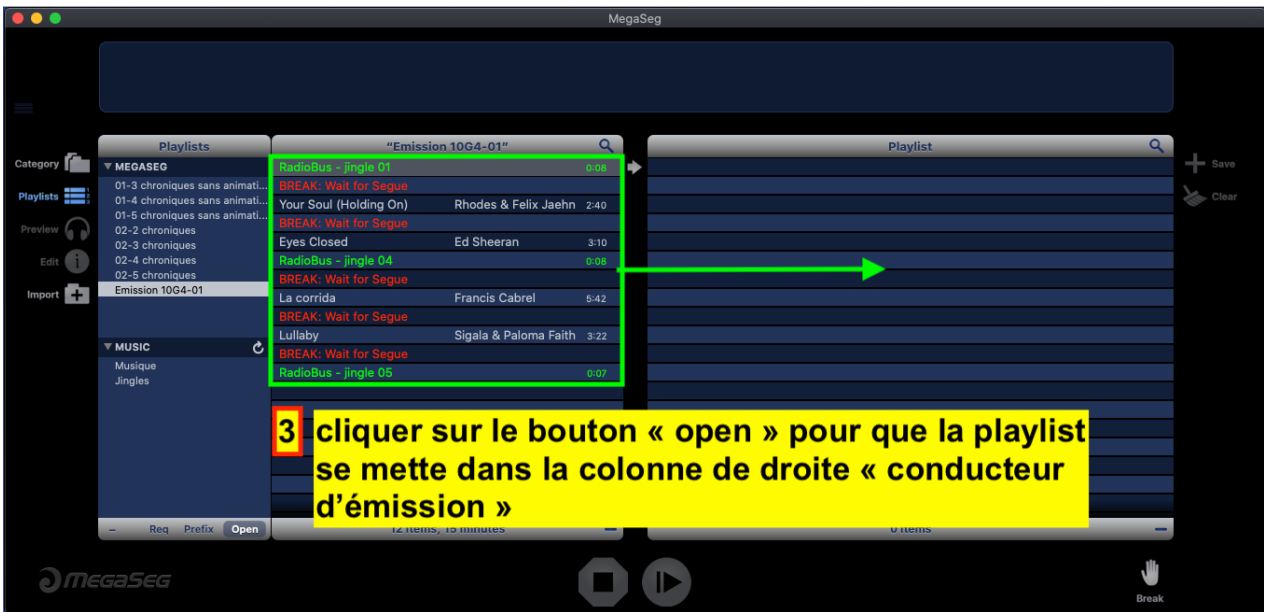 MegaSeg
Playlists
"Emission 10G4-01"
Playlist
Category
Playlists
Preview
Edit
Import
MEGASEG
01-3 chroniques sans animati...
01-4 chroniques sans animati...
01-5 chroniques sans animati...
02-2 chroniques
02-3 chroniques
02-4 chroniques
02-5 chroniques
Emission 10G4-01
MUSIC
Musique
Jingles
RadioBus - jingle 01 0:08
BREAK: Wait for Segue
Your Soul (Holding On) Rhodes & Felix Jaehn 2:40
BREAK: Wait for Segue
Eyes Closed Ed Sheeran 3:10
RadioBus - jingle 04 0:08
BREAK: Wait for Segue
La corrida Francis Cabrel 5:42
BREAK: Wait for Segue
Lullaby Sigala & Paloma Faith 3:22
BREAK: Wait for Segue
RadioBus - jingle 05 0:07
Save
Clear
3 cliquer sur le bouton « open » pour que la playlist
se mette dans la colonne de droite « conducteur
d'émission »
– Req Prefix Open
12 items, 15 minutes
0 items
MegaSeg
Break